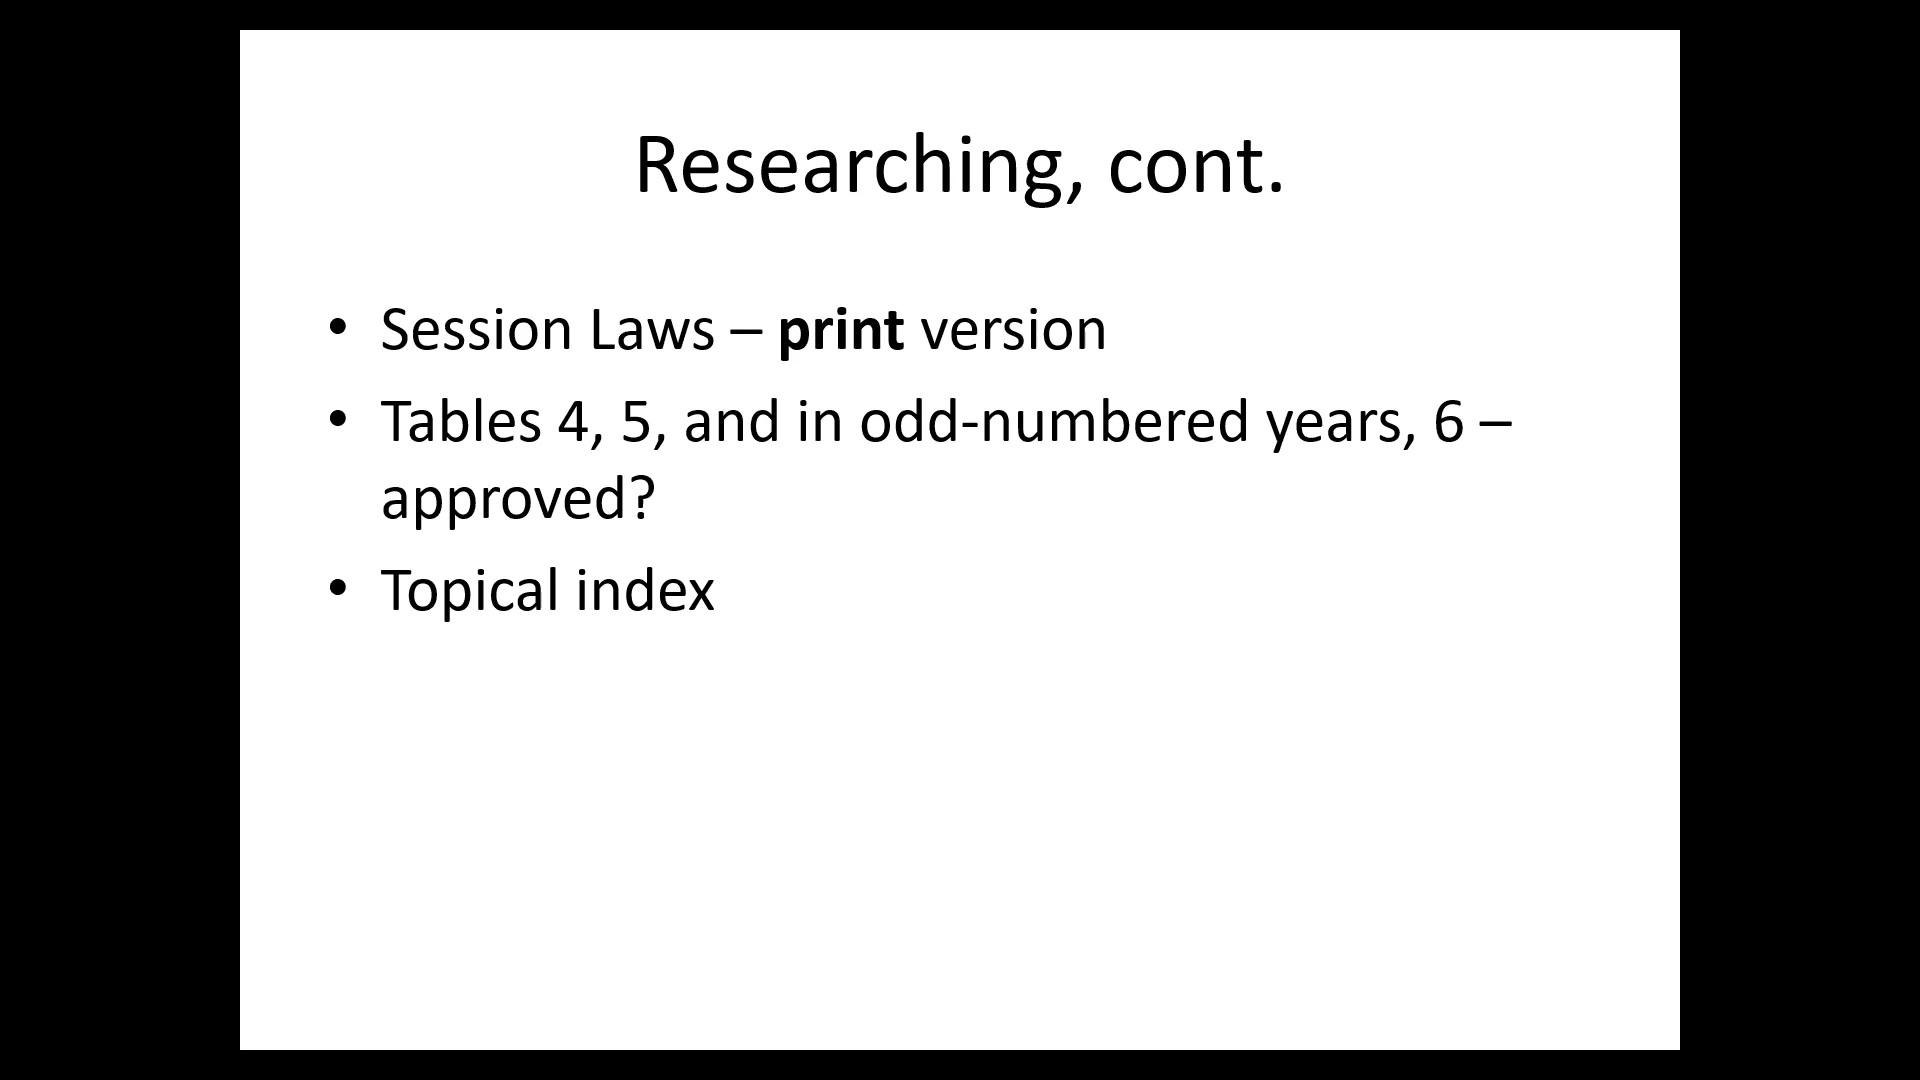 Researching, cont.
• Session Laws – print version
• Tables 4, 5, and in odd-numbered years, 6 –
approved?
• Topical index